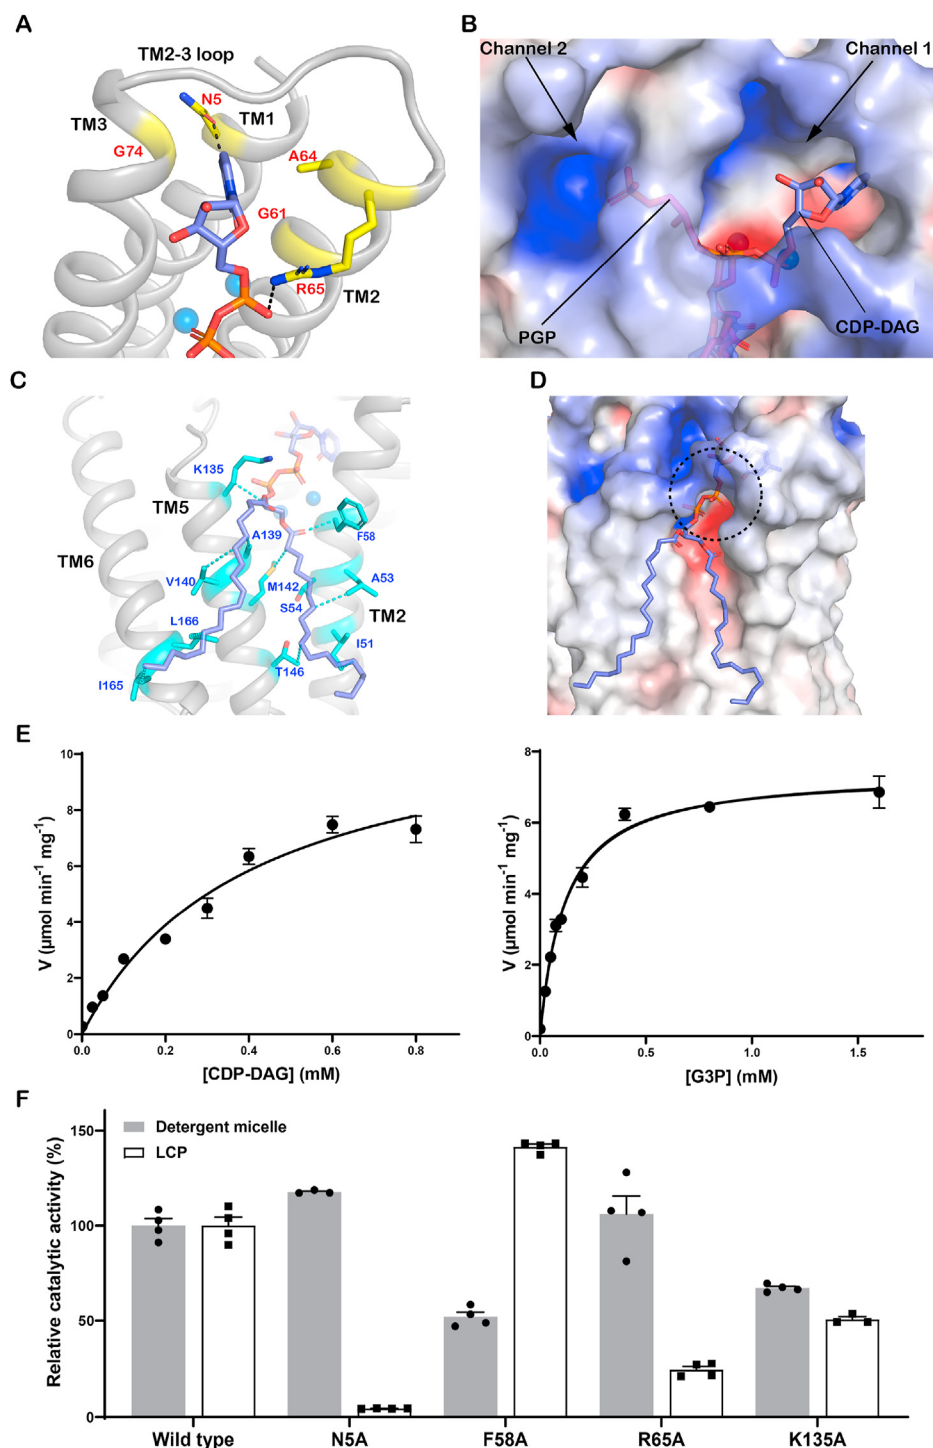 A
TM2-3 loop
N5
TM3
TM1
G74
A64
G61
R65
TM2
B
Channel 2
Channel 1
PGP
CDP-DAG
C
K135
TM5
A139
F58
TM6
V140
M142
A53
S54
TM2
L166
I51
T146
I165
D
E
V (µmol min⁻¹ mg⁻¹)
10
8
6
4
2
0
0.0
0.2
0.4
0.6
0.8
[CDP-DAG] (mM)
V (µmol min⁻¹ mg⁻¹)
8
6
4
2
0
0.0
0.5
1.0
1.5
[G3P] (mM)
F
Relative catalytic activity (%)
150
100
50
0
Detergent micelle
LCP
Wild type
N5A
F58A
R65A
K135A